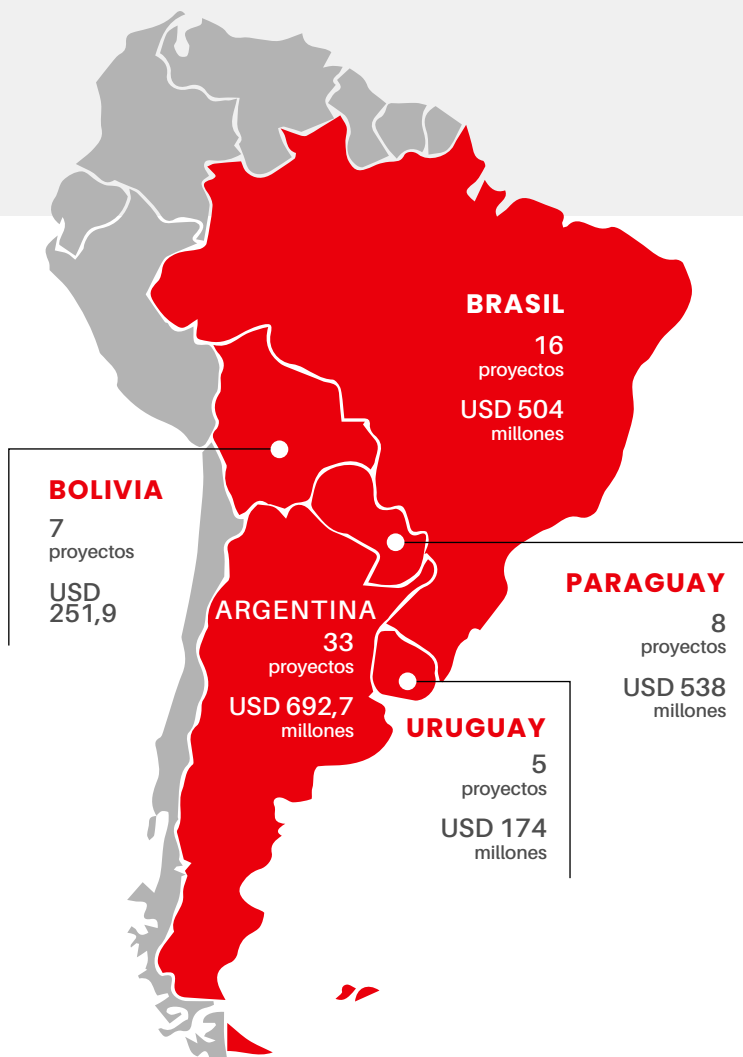 BRASIL
16
proyectos
USD 504
millones
BOLIVIA
7
proyectos
USD
251,9
ARGENTINA
33
proyectos
USD 692,7
millones
PARAGUAY
8
proyectos
USD 538
millones
URUGUAY
5
proyectos
USD 174
millones